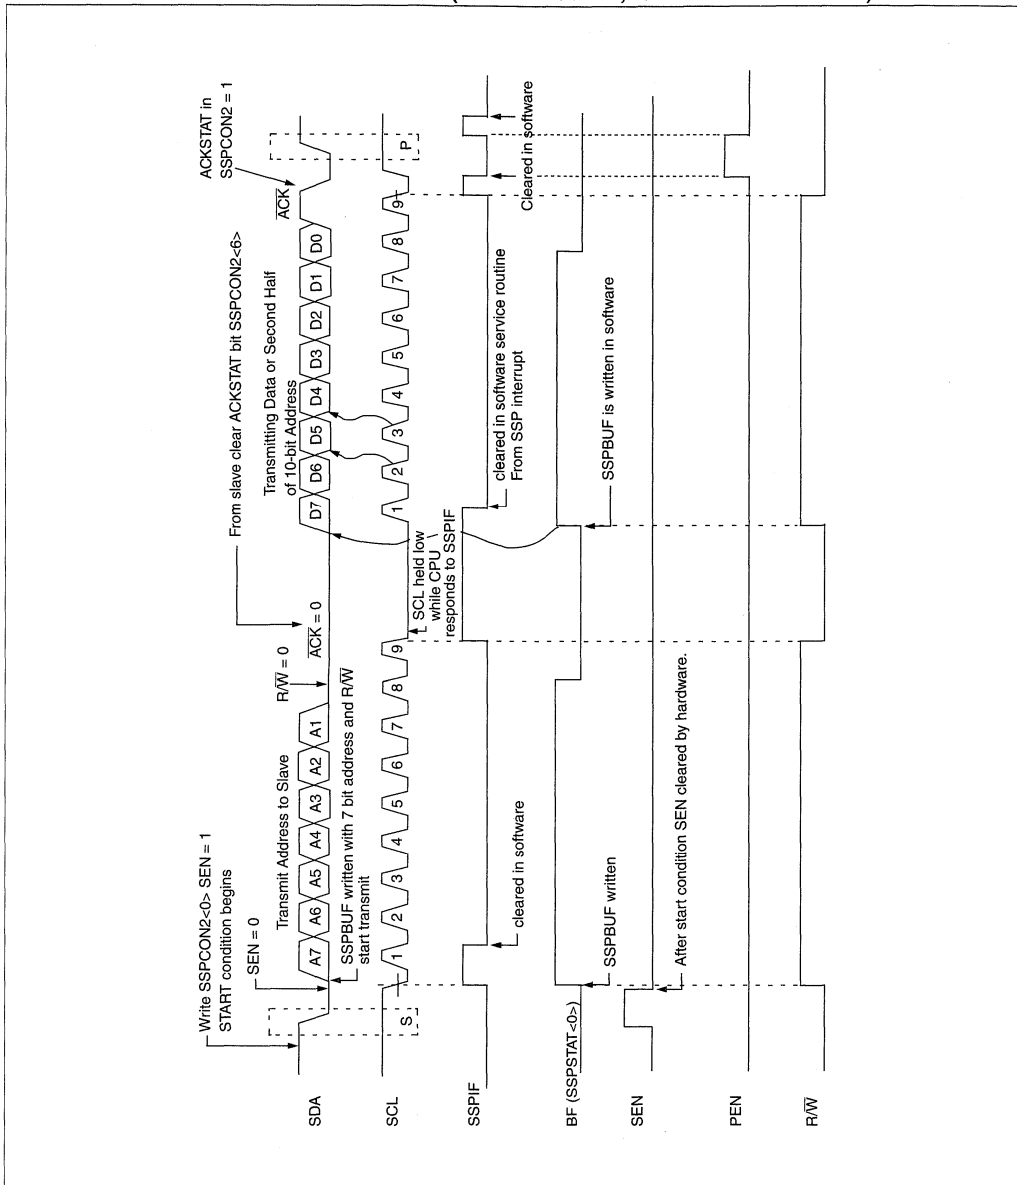 Write SSPCON2<0> SEN = 1
START condition begins
SEN = 0
Transmit Address to Slave
R/W̅ = 0
A̅C̅K̅ = 0
From slave clear ACKSTAT bit SSPCON2<6>
Transmitting Data or Second Half
of 10-bit Address
A̅C̅K̅
ACKSTAT in
SSPCON2 = 1
SDA
A7 A6 A5 A4 A3 A2 A1
D7 D6 D5 D4 D3 D2 D1 D0
SSPBUF written with 7 bit address and R/W̅
start transmit
SCL
S
1 2 3 4 5 6 7 8 9
1 2 3 4 5 6 7 8 9
P
SCL held low
while CPU
responds to SSPIF
SSPIF
cleared in software
cleared in software service routine
From SSP interrupt
Cleared in software
BF (SSPSTAT<0>)
SSPBUF written
SSPBUF is written in software
SEN
After start condition SEN cleared by hardware.
PEN
R/W̅